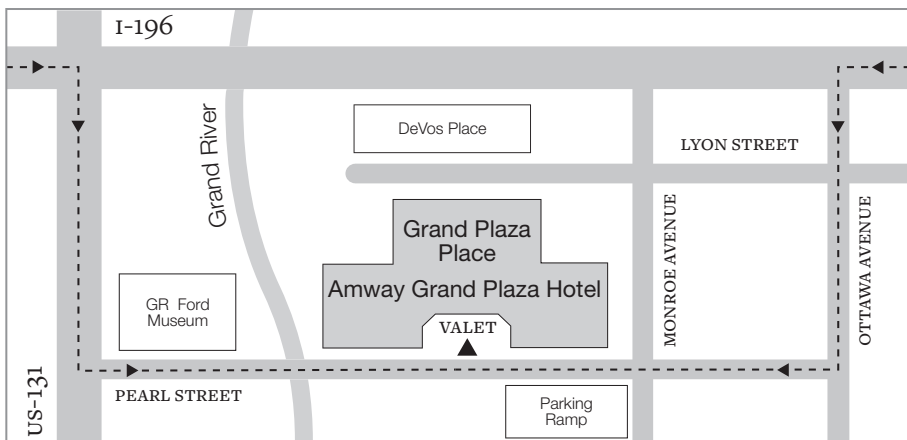 I-196
Grand River
DeVos Place
LYON STREET
Grand Plaza
Place
Amway Grand Plaza Hotel
VALET
MONROE AVENUE
OTTAWA AVENUE
GR Ford
Museum
US-131
PEARL STREET
Parking
Ramp